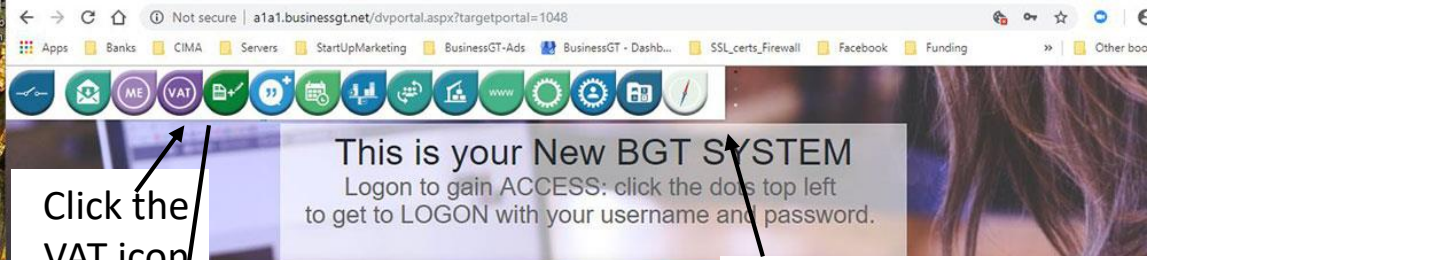 Not secure | a1a1.businessgt.net/dvportal.aspx?targetportal=1048
Apps Banks CIMA Servers StartUpMarketing BusinessGT-Ads BusinessGT - Dashb... SSL_certs_Firewall Facebook Funding » Other boo
ME VAT www
This is your New BGT SYSTEM
Logon to gain ACCESS: click the dots top left
to get to LOGON with your username and password.
Click the
VAT icon